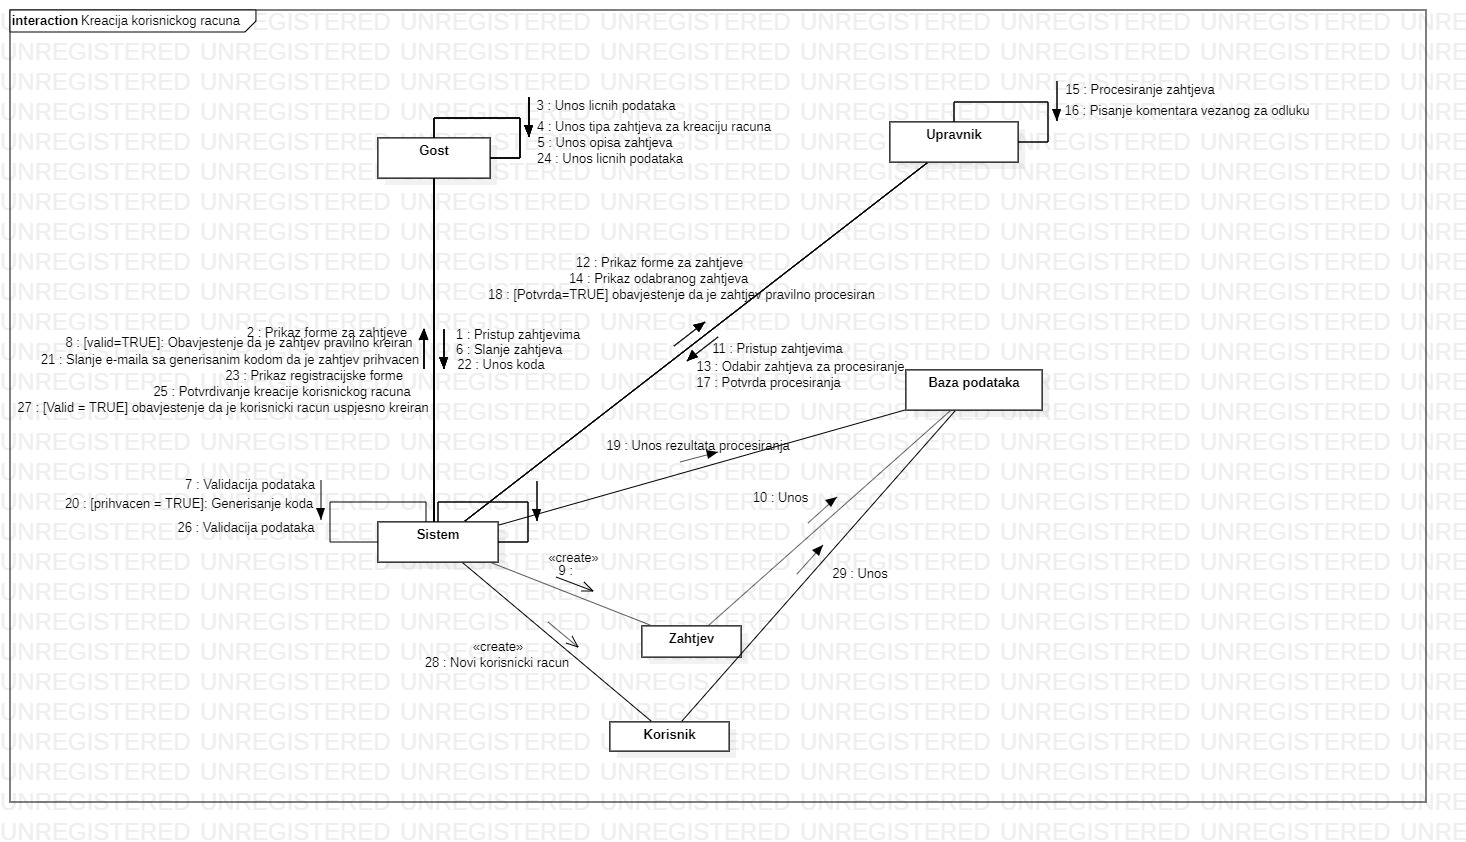 interaction Kreacija korisnickog racuna
15 : Procesiranje zahtjeva
3 : Unos licnih podataka
16 : Pisanje komentara vezanog za odluku
4 : Unos tipa zahtjeva za kreaciju racuna
Upravnik
5 : Unos opisa zahtjeva
Gost
24 : Unos licnih podataka
12 : Prikaz forme za zahtjeve
14 : Prikaz odabranog zahtjeva
18 : [Potvrda=TRUE] obavjestenje da je zahtjev pravilno procesiran
2 : Prikaz forme za zahtjeve
8 : [valid=TRUE]: Obavjestenje da je zahtjev pravilno kreiran
21 : Slanje e-maila sa generisanim kodom da je zahtjev prihvacen
23 : Prikaz registracijske forme
25 : Potvrdivanje kreacije korisnickog racuna
27 : [Valid = TRUE] obavjestenje da je korisnicki racun uspjesno kreiran
1 : Pristup zahtjevima
6 : Slanje zahtjeva
22 : Unos koda
11 : Pristup zahtjevima
13 : Odabir zahtjeva za procesiranje
17 : Potvrda procesiranja
Baza podataka
19 : Unos rezultata procesiranja
7 : Validacija podataka
20 : [prihvacen = TRUE]: Generisanje koda
26 : Validacija podataka
10 : Unos
Sistem
«create»
9 :
29 : Unos
Zahtjev
«create»
28 : Novi korisnicki racun
Korisnik
UNREGISTERED